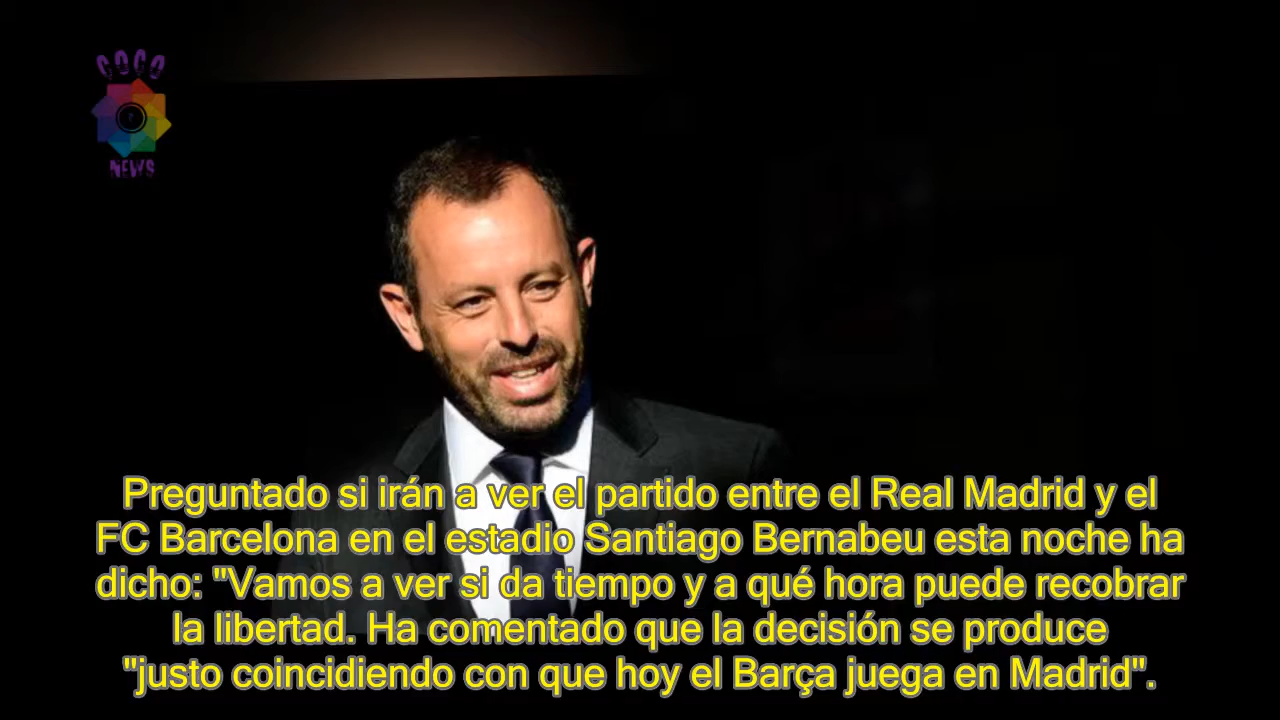 COCO
NEWS
Preguntado si irán a ver el partido entre el Real Madrid y el
FC Barcelona en el estadio Santiago Bernabeu esta noche ha
dicho: "Vamos a ver si da tiempo y a qué hora puede recobrar
la libertad. Ha comentado que la decisión se produce
"justo coincidiendo con que hoy el Barça juega en Madrid".